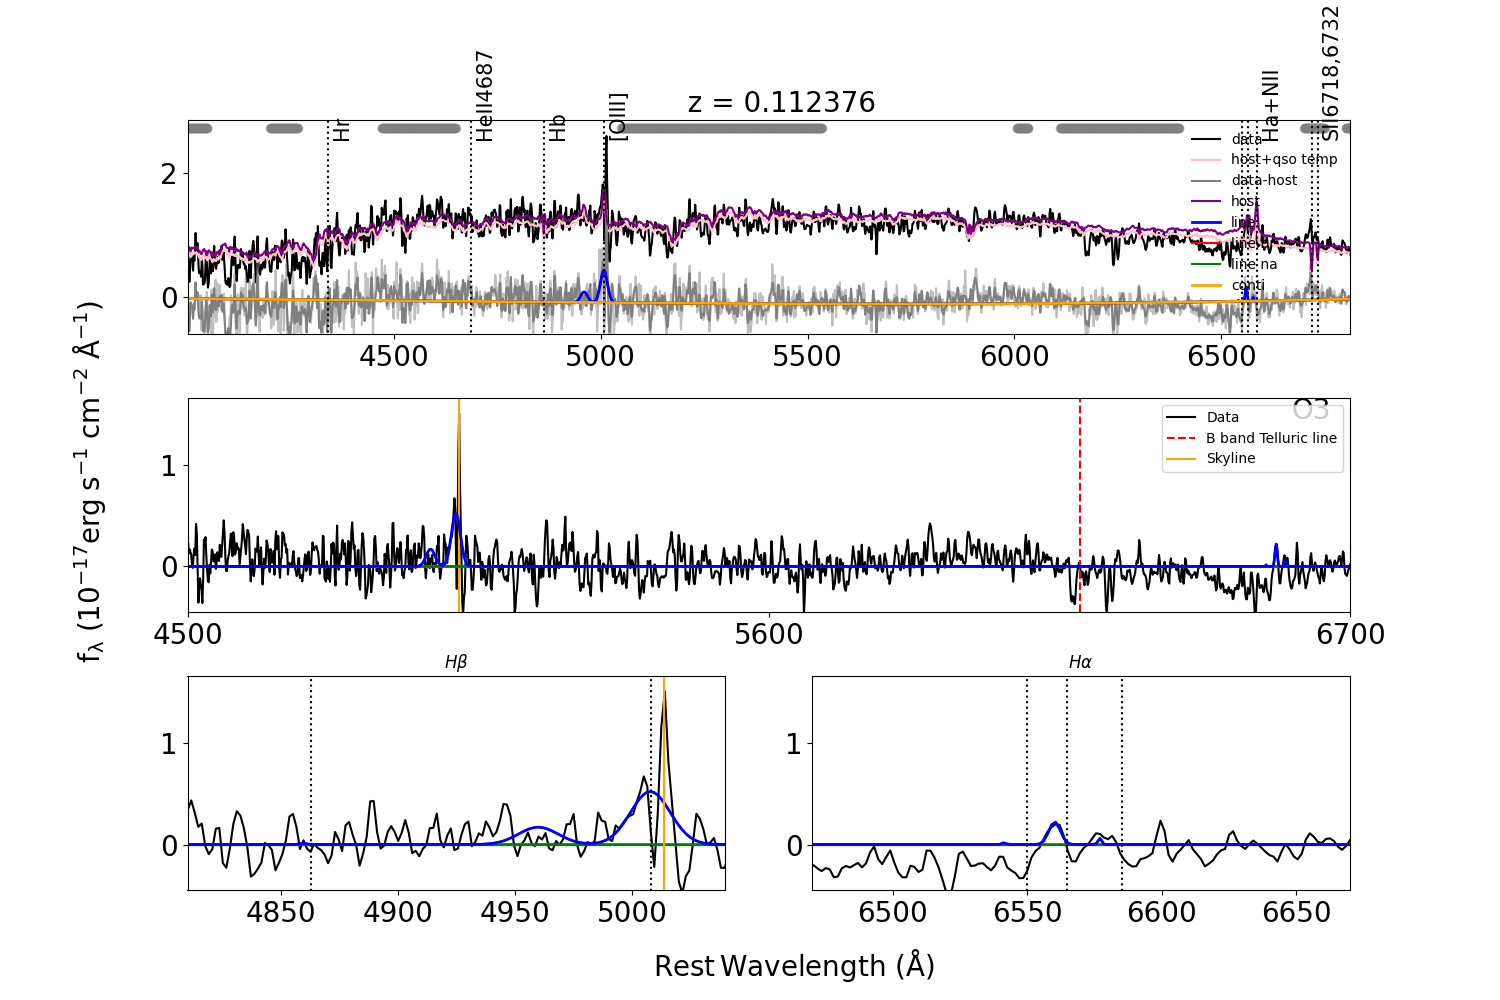 z = 0.112376
Hr
HeII4687
Hb
[OIII]
Ha+NII
SII6718,6732
data
host+qso temp
data-host
host
line
line na
conti
2
0
4500 5000 5500 6000 6500
O3
Data
B band Telluric line
Skyline
1
0
4500 5600 6700
f_λ (10^−17 erg s^−1 cm^−2 Å^−1)
Hβ
1
0
4850 4900 4950 5000
Hα
1
0
6500 6550 6600 6650
Rest Wavelength (Å)